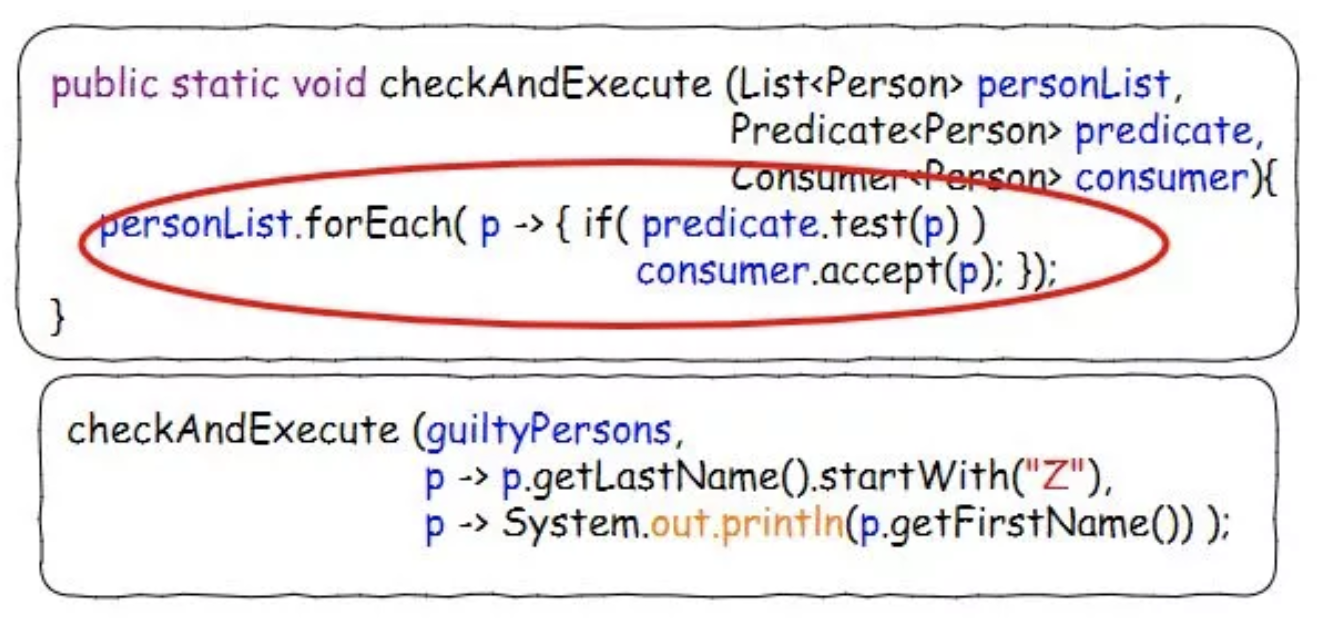 public static void checkAndExecute (List<Person> personList,
Predicate<Person> predicate,
Consumer<Person> consumer){
personList.forEach( p -> { if( predicate.test(p) )
consumer.accept(p); });
}
checkAndExecute (guiltyPersons,
p -> p.getLastName().startWith("Z"),
p -> System.out.println(p.getFirstName()) );